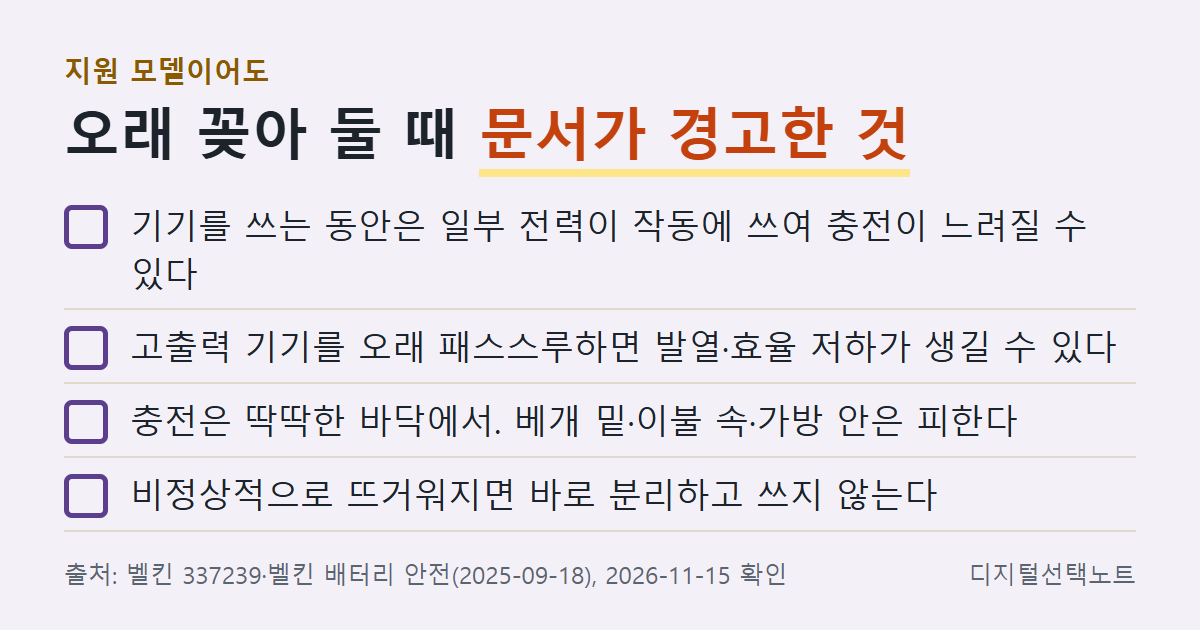 지원 모델이어도
오래 꽂아 둘 때 문서가 경고한 것
기기를 쓰는 동안은 일부 전력이 작동에 쓰여 충전이 느려질 수
있다
고출력 기기를 오래 패스스루하면 발열·효율 저하가 생길 수 있다
충전은 딱딱한 바닥에서. 베개 밑·이불 속·가방 안은 피한다
비정상적으로 뜨거워지면 바로 분리하고 쓰지 않는다
출처: 벨킨 337239·벨킨 배터리 안전(2025-09-18), 2026-11-15 확인
디지털선택노트